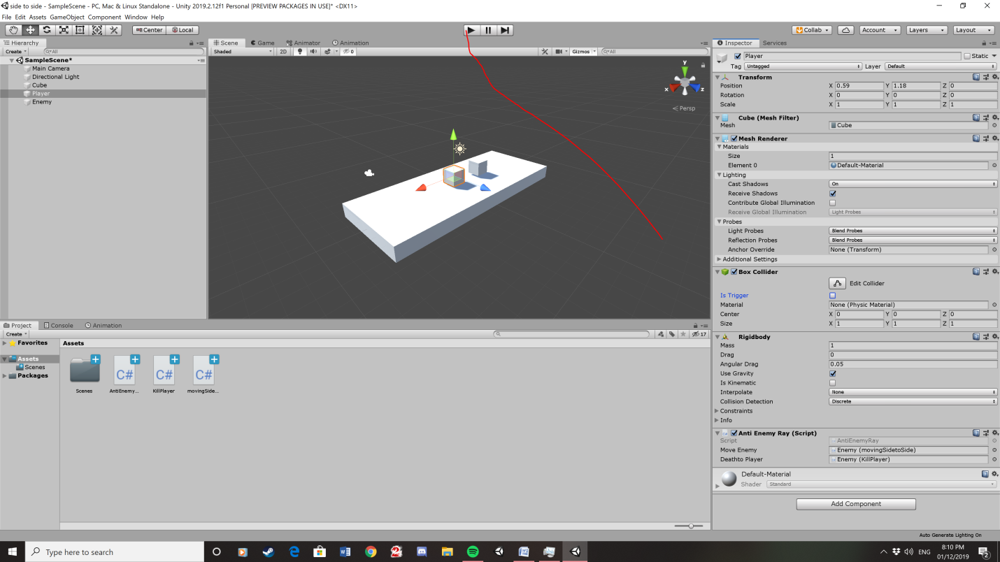 side to side - SampleScene - PC, Mac & Linux Standalone - Unity 2019.2.12f1 Personal [PREVIEW PACKAGES IN USE]* <DX11>
File Edit Assets GameObject Component Window Help
Center Local
Collab Account Layers Layout
Hierarchy
Create All
SampleScene*
Main Camera
Directional Light
Cube
Player
Enemy
Scene Game Animator Animation
Shaded 2D 0 Gizmos All
y
x z
Persp
Inspector Services
Player Static
Tag Untagged Layer Default
Transform
Position X 0.59 Y 1.18 Z 0
Rotation X 0 Y 0 Z 0
Scale X 1 Y 1 Z 1
Cube (Mesh Filter)
Mesh Cube
Mesh Renderer
Materials
Size 1
Element 0 Default-Material
Lighting
Cast Shadows On
Receive Shadows
Contribute Global Illumination
Receive Global Illumination Light Probes
Probes
Light Probes Blend Probes
Reflection Probes Blend Probes
Anchor Override None (Transform)
Additional Settings
Box Collider
Edit Collider
Is Trigger
Material None (Physic Material)
Center X 0 Y 0 Z 0
Size X 1 Y 1 Z 1
Rigidbody
Mass 1
Drag 0
Angular Drag 0.05
Use Gravity
Is Kinematic
Interpolate None
Collision Detection Discrete
Constraints
Info
Anti Enemy Ray (Script)
Script AntiEnemyRay
Move Enemy Enemy (movingSidetoSide)
Deathto Player Enemy (KillPlayer)
Default-Material
Shader Standard
Add Component
Project Console Animation
Create 17
Favorites
Assets
Scenes
Packages
Assets
C# C# C#
Scenes AntiEnemy... KillPlayer movingSide...
Auto Generate Lighting On
Type here to search
ENG
8:10 PM
01/12/2019
2